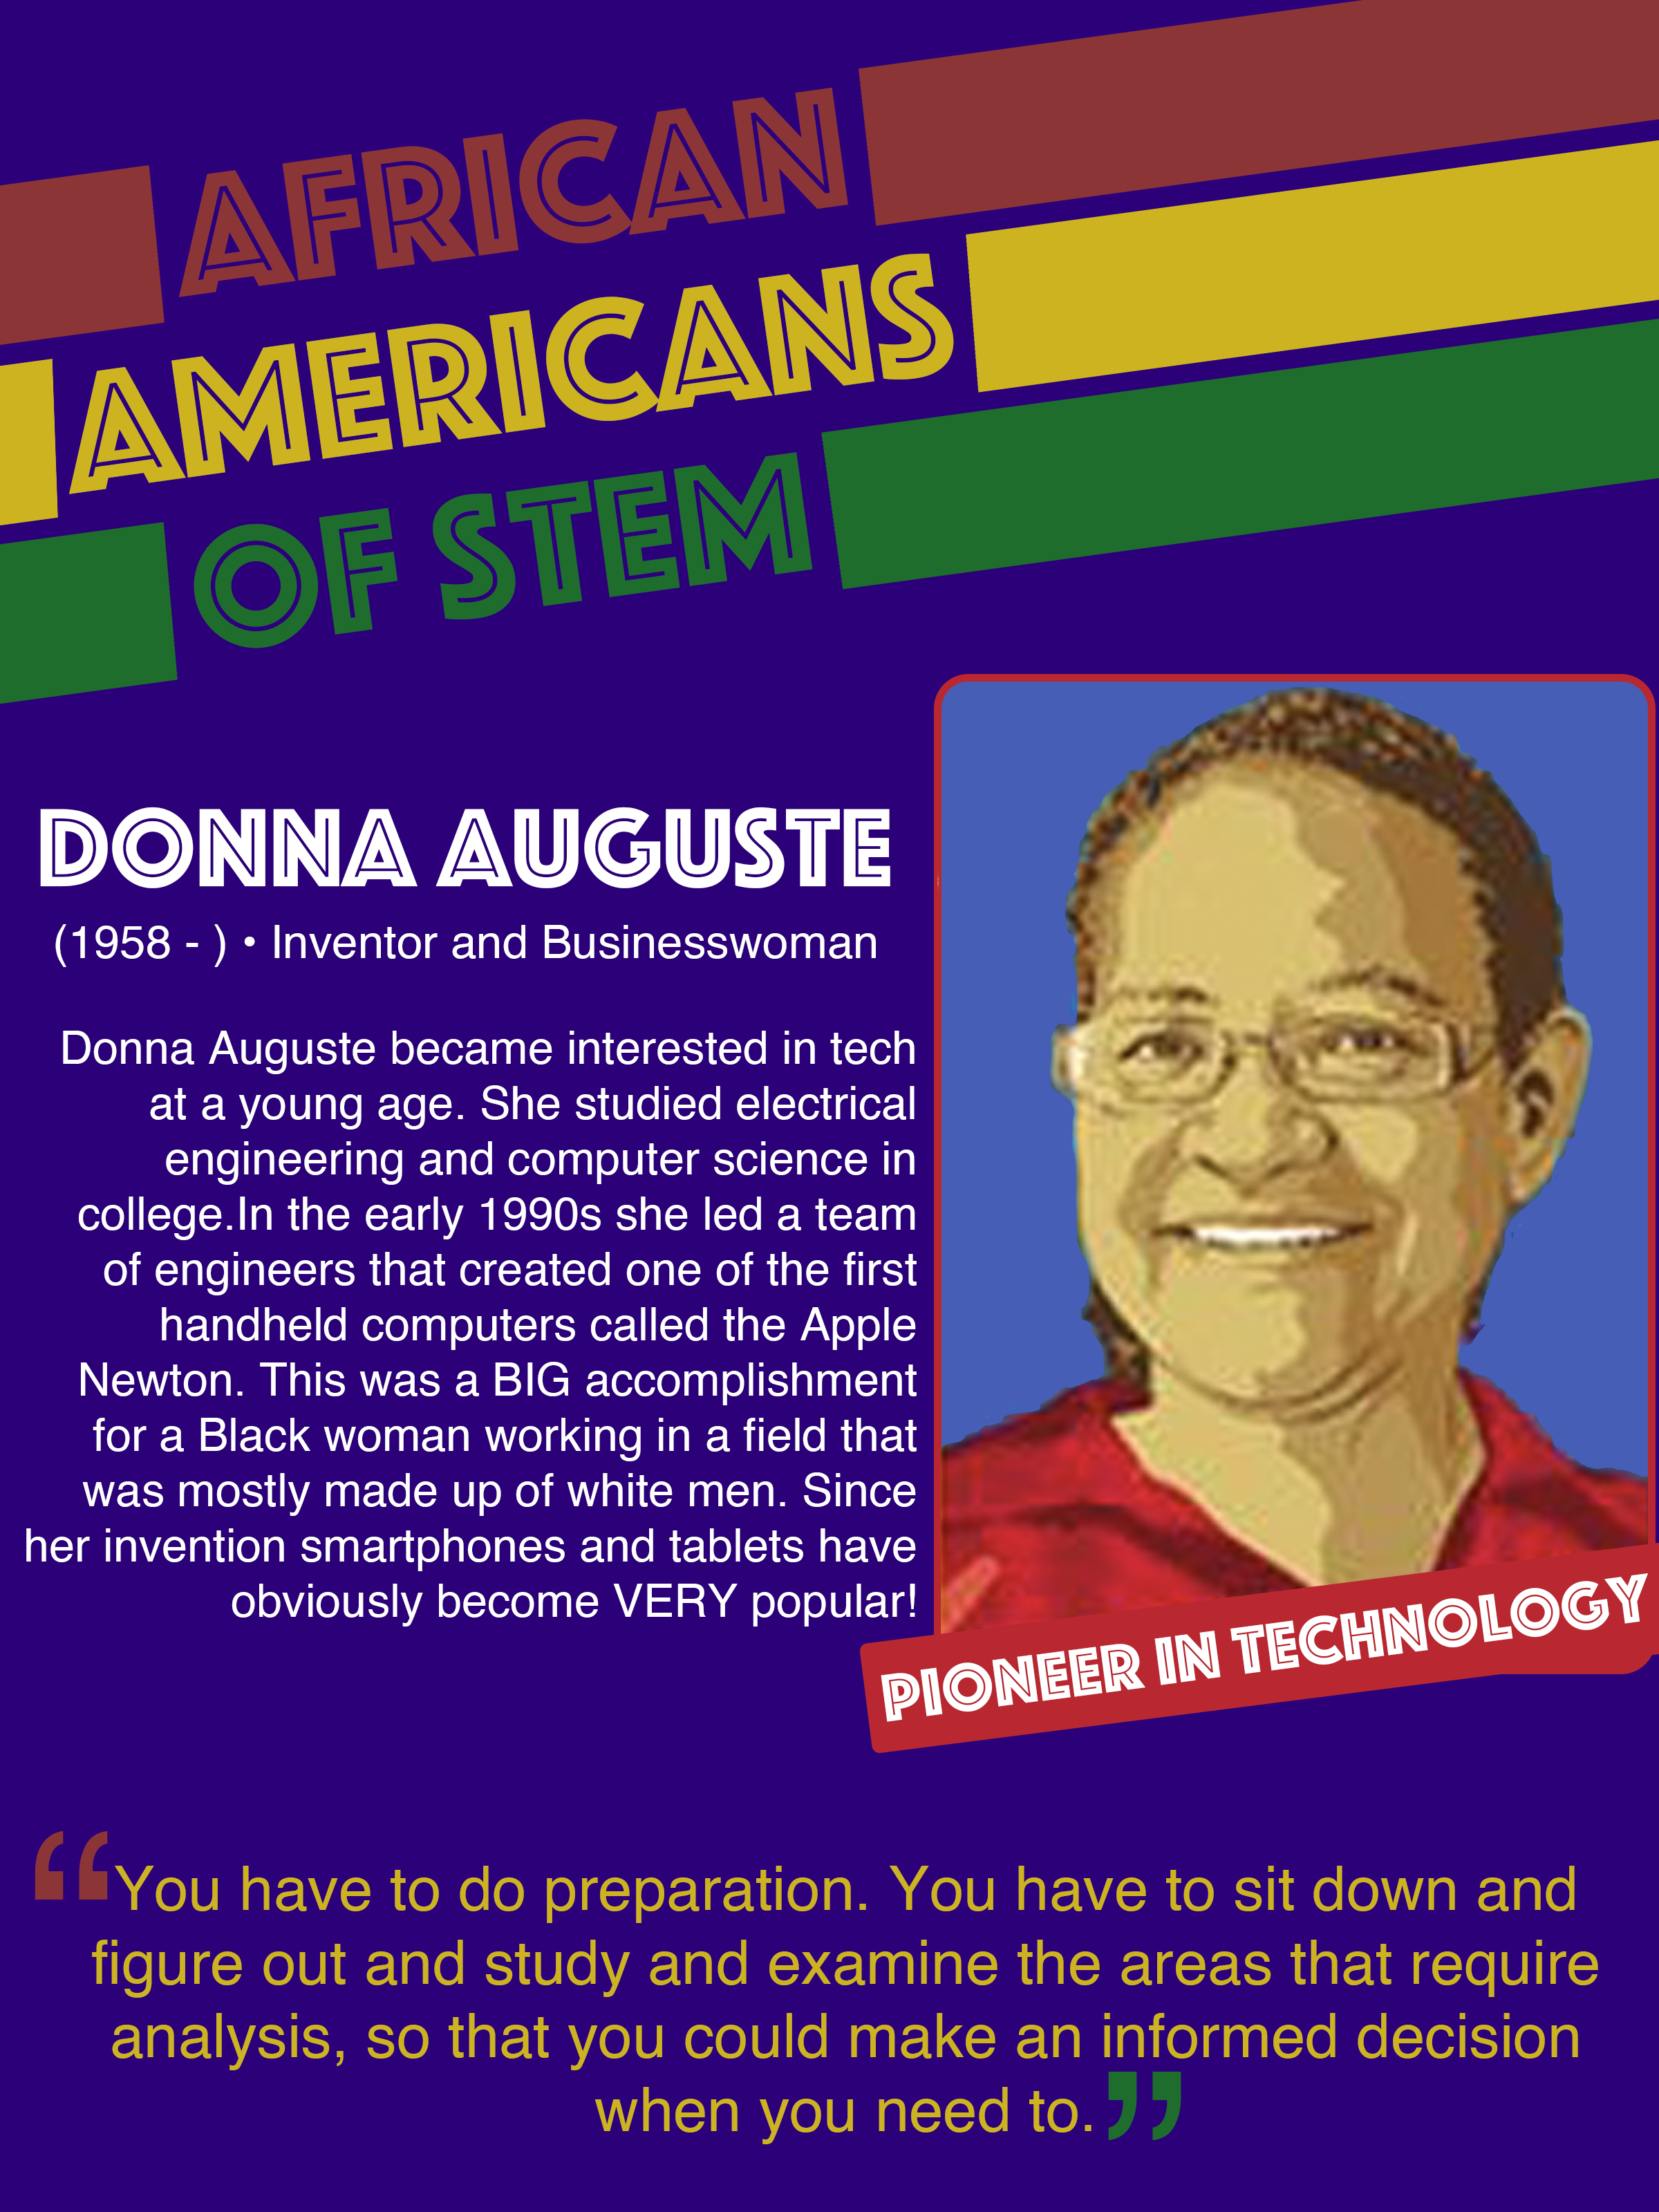 AFRICAN
AMERICANS
OF STEM
DONNA AUGUSTE
(1958 - ) • Inventor and Businesswoman
Donna Auguste became interested in tech
at a young age. She studied electrical
engineering and computer science in
college.In the early 1990s she led a team
of engineers that created one of the first
handheld computers called the Apple
Newton. This was a BIG accomplishment
for a Black woman working in a field that
was mostly made up of white men. Since
her invention smartphones and tablets have
obviously become VERY popular!
PIONEER IN TECHNOLOGY
“You have to do preparation. You have to sit down and
figure out and study and examine the areas that require
analysis, so that you could make an informed decision
when you need to.”